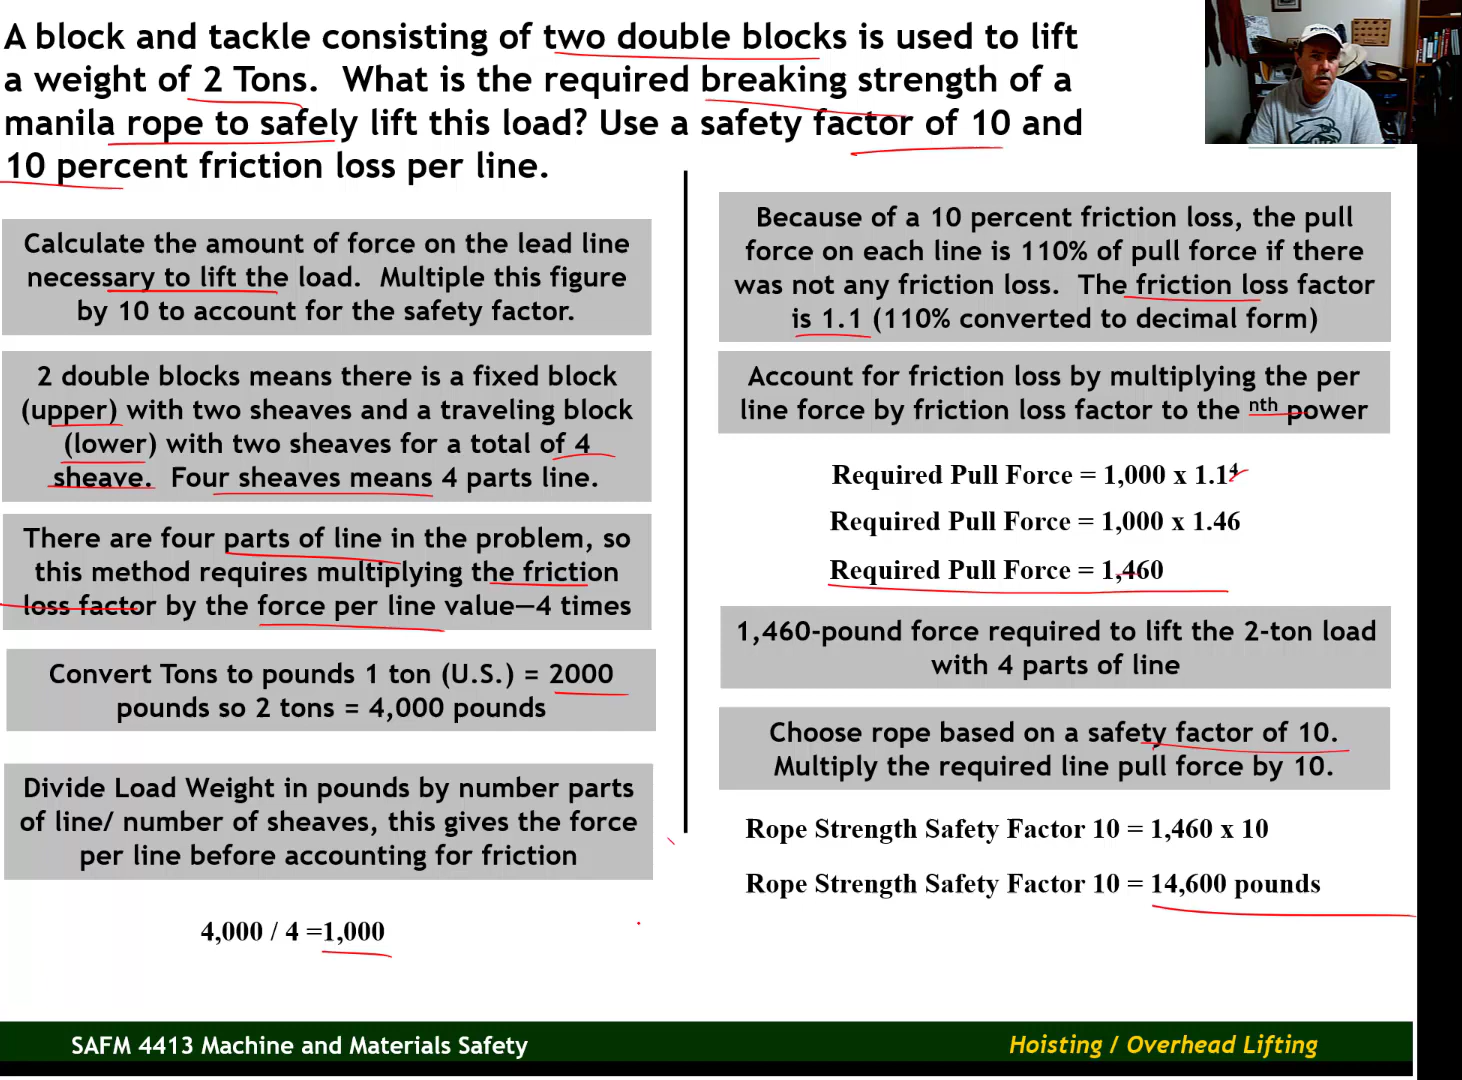 A block and tackle consisting of two double blocks is used to lift
a weight of 2 Tons.  What is the required breaking strength of a
manila rope to safely lift this load? Use a safety factor of 10 and
10 percent friction loss per line.
Calculate the amount of force on the lead line
necessary to lift the load.  Multiple this figure
by 10 to account for the safety factor.
2 double blocks means there is a fixed block
(upper) with two sheaves and a traveling block
(lower) with two sheaves for a total of 4
sheave.  Four sheaves means 4 parts line.
There are four parts of line in the problem, so
this method requires multiplying the friction
loss factor by the force per line value—4 times
Convert Tons to pounds 1 ton (U.S.) = 2000
pounds so 2 tons = 4,000 pounds
Divide Load Weight in pounds by number parts
of line/ number of sheaves, this gives the force
per line before accounting for friction
4,000 / 4 =1,000
Because of a 10 percent friction loss, the pull
force on each line is 110% of pull force if there
was not any friction loss.  The friction loss factor
is 1.1 (110% converted to decimal form)
Account for friction loss by multiplying the per
line force by friction loss factor to the nth power
Required Pull Force = 1,000 x 1.1⁴
Required Pull Force = 1,000 x 1.46
Required Pull Force = 1,460
1,460-pound force required to lift the 2-ton load
with 4 parts of line
Choose rope based on a safety factor of 10.
Multiply the required line pull force by 10.
Rope Strength Safety Factor 10 = 1,460 x 10
Rope Strength Safety Factor 10 = 14,600 pounds
SAFM 4413 Machine and Materials Safety
Hoisting / Overhead Lifting